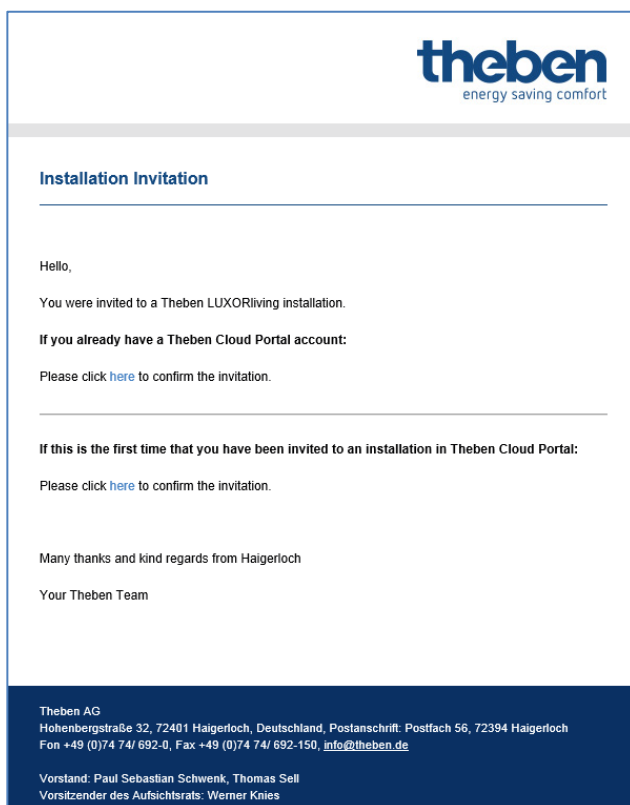 theben
energy saving comfort
Installation Invitation
Hello,
You were invited to a Theben LUXORliving installation.
If you already have a Theben Cloud Portal account:
Please click here to confirm the invitation.
If this is the first time that you have been invited to an installation in Theben Cloud Portal:
Please click here to confirm the invitation.
Many thanks and kind regards from Haigerloch
Your Theben Team
Theben AG
Hohenbergstraße 32, 72401 Haigerloch, Deutschland, Postanschrift: Postfach 56, 72394 Haigerloch
Fon +49 (0)74 74/ 692-0, Fax +49 (0)74 74/ 692-150, info@theben.de
Vorstand: Paul Sebastian Schwenk, Thomas Sell
Vorsitzender des Aufsichtsrats: Werner Knies